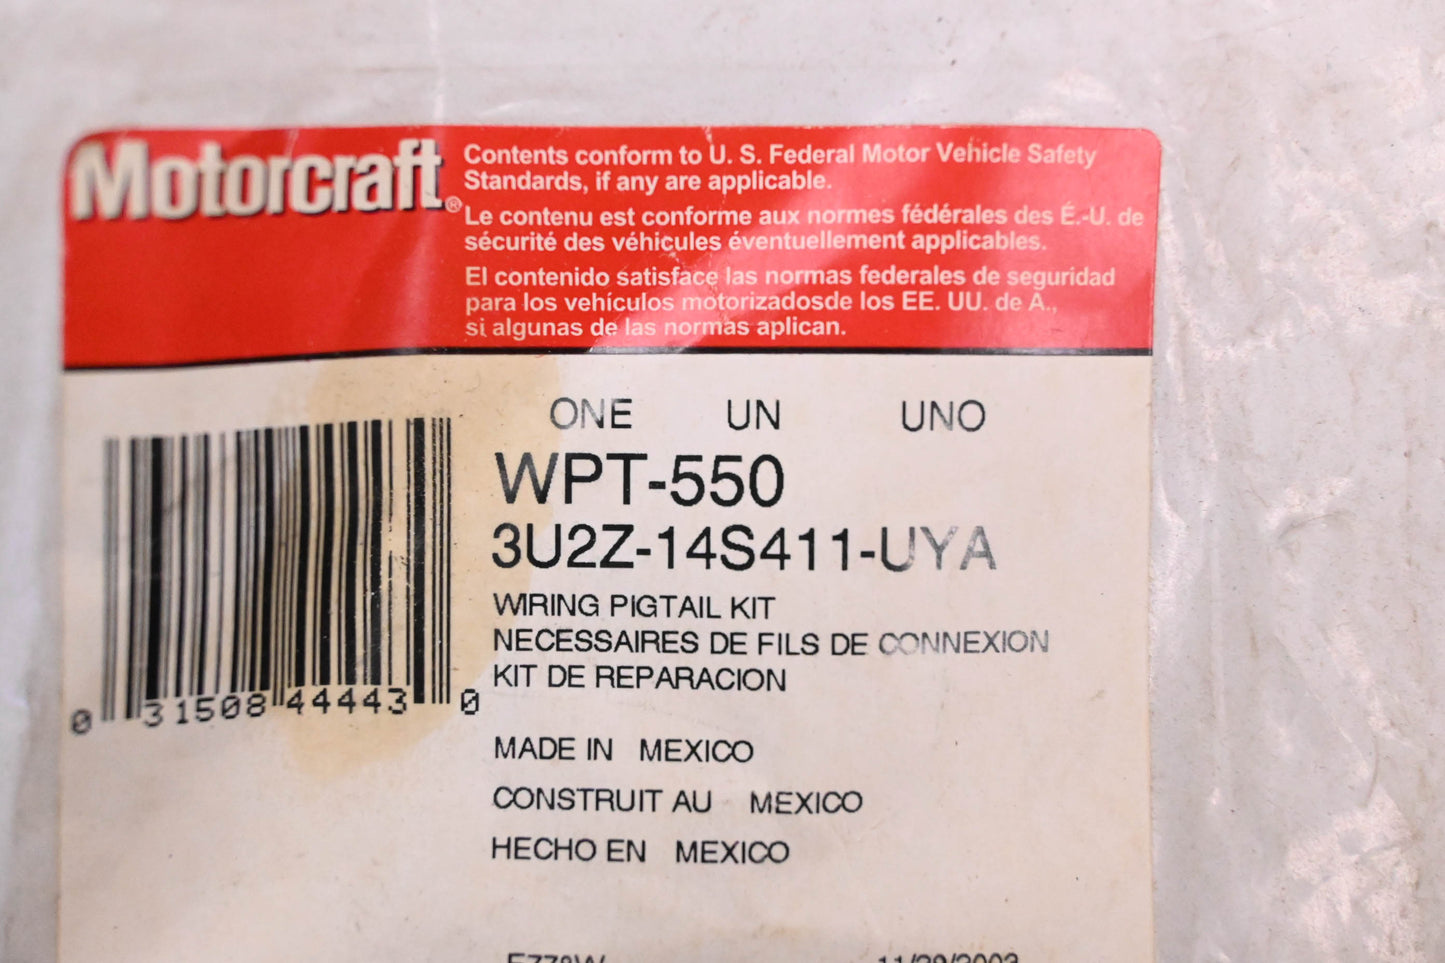 Motorcraft®
Contents conform to U. S. Federal Motor Vehicle Safety
Standards, if any are applicable.
Le contenu est conforme aux normes fédérales des É.-U. de
sécurité des véhicules éventuellement applicables.
El contenido satisface las normas federales de seguridad
para los vehículos motorizadosde los EE. UU. de A.,
si algunas de las normas aplican.
ONE UN UNO
WPT-550
3U2Z-14S411-UYA
WIRING PIGTAIL KIT
NECESSAIRES DE FILS DE CONNEXION
KIT DE REPARACION
0 31508 44443 0
MADE IN MEXICO
CONSTRUIT AU MEXICO
HECHO EN MEXICO